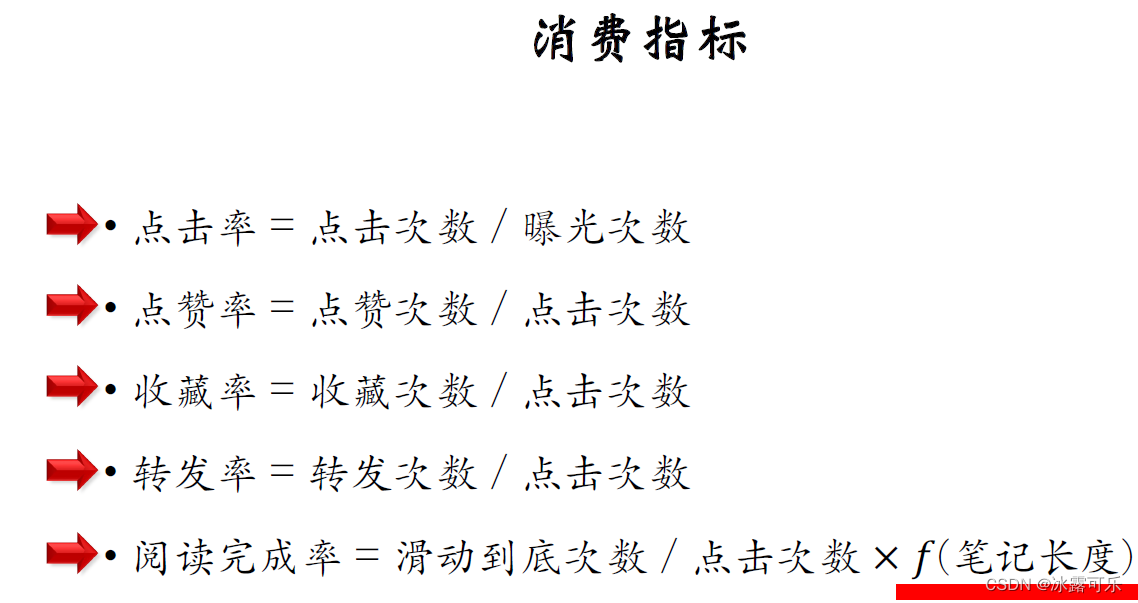 消费指标
• 点击率 = 点击次数 / 曝光次数
• 点赞率 = 点赞次数 / 点击次数
• 收藏率 = 收藏次数 / 点击次数
• 转发率 = 转发次数 / 点击次数
• 阅读完成率 = 滑动到底次数 / 点击次数 × f(笔记长度)
CSDN @冰露可乐